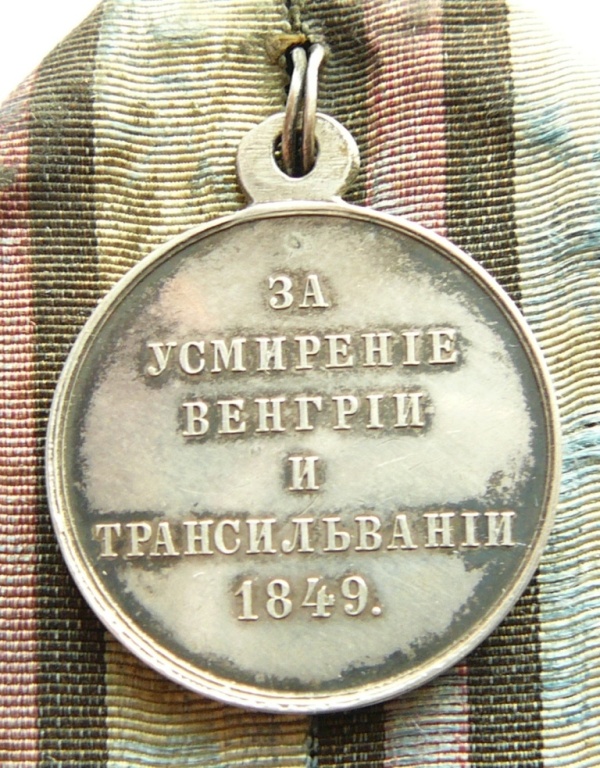 ЗА
УСМИРЕНІЕ
ВЕНГРІИ
И
ТРАНСИЛЬВАНІИ
1849.